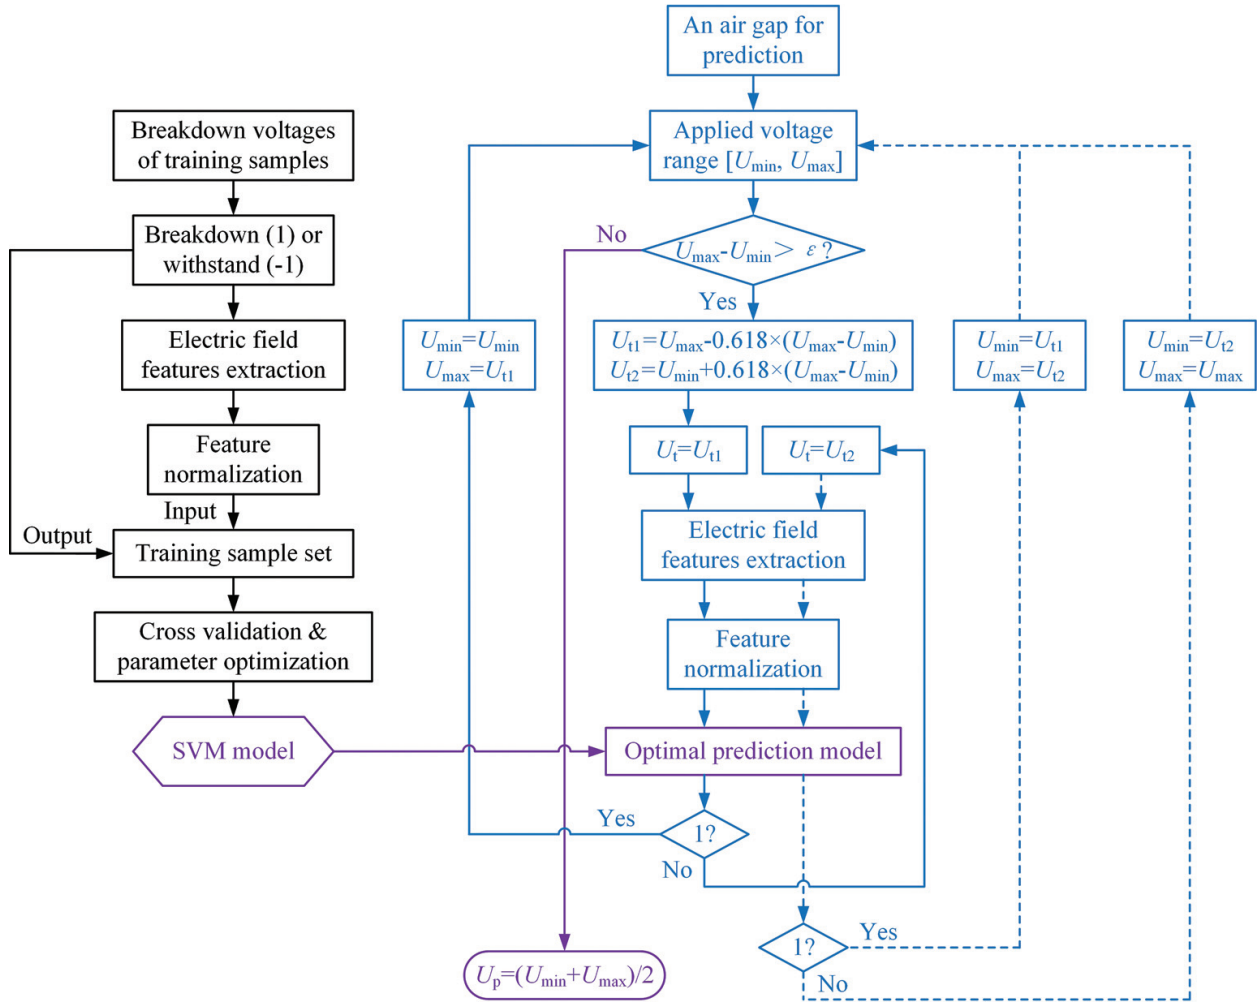 Breakdown voltages
of training samples
Breakdown (1) or
withstand (-1)
Electric field
features extraction
Feature
normalization
Input
Output
Training sample set
Cross validation &
parameter optimization
SVM model
An air gap for
prediction
Applied voltage
range [Umin, Umax]
No
Umax-Umin> ε?
Yes
Umin=Umin
Umax=Ut1
Ut1=Umax-0.618×(Umax-Umin)
Ut2=Umin+0.618×(Umax-Umin)
Umin=Ut1
Umax=Ut2
Umin=Ut2
Umax=Umax
Ut=Ut1
Ut=Ut2
Electric field
features extraction
Feature
normalization
Optimal prediction model
Yes
1?
No
1?
Yes
No
Up=(Umin+Umax)/2